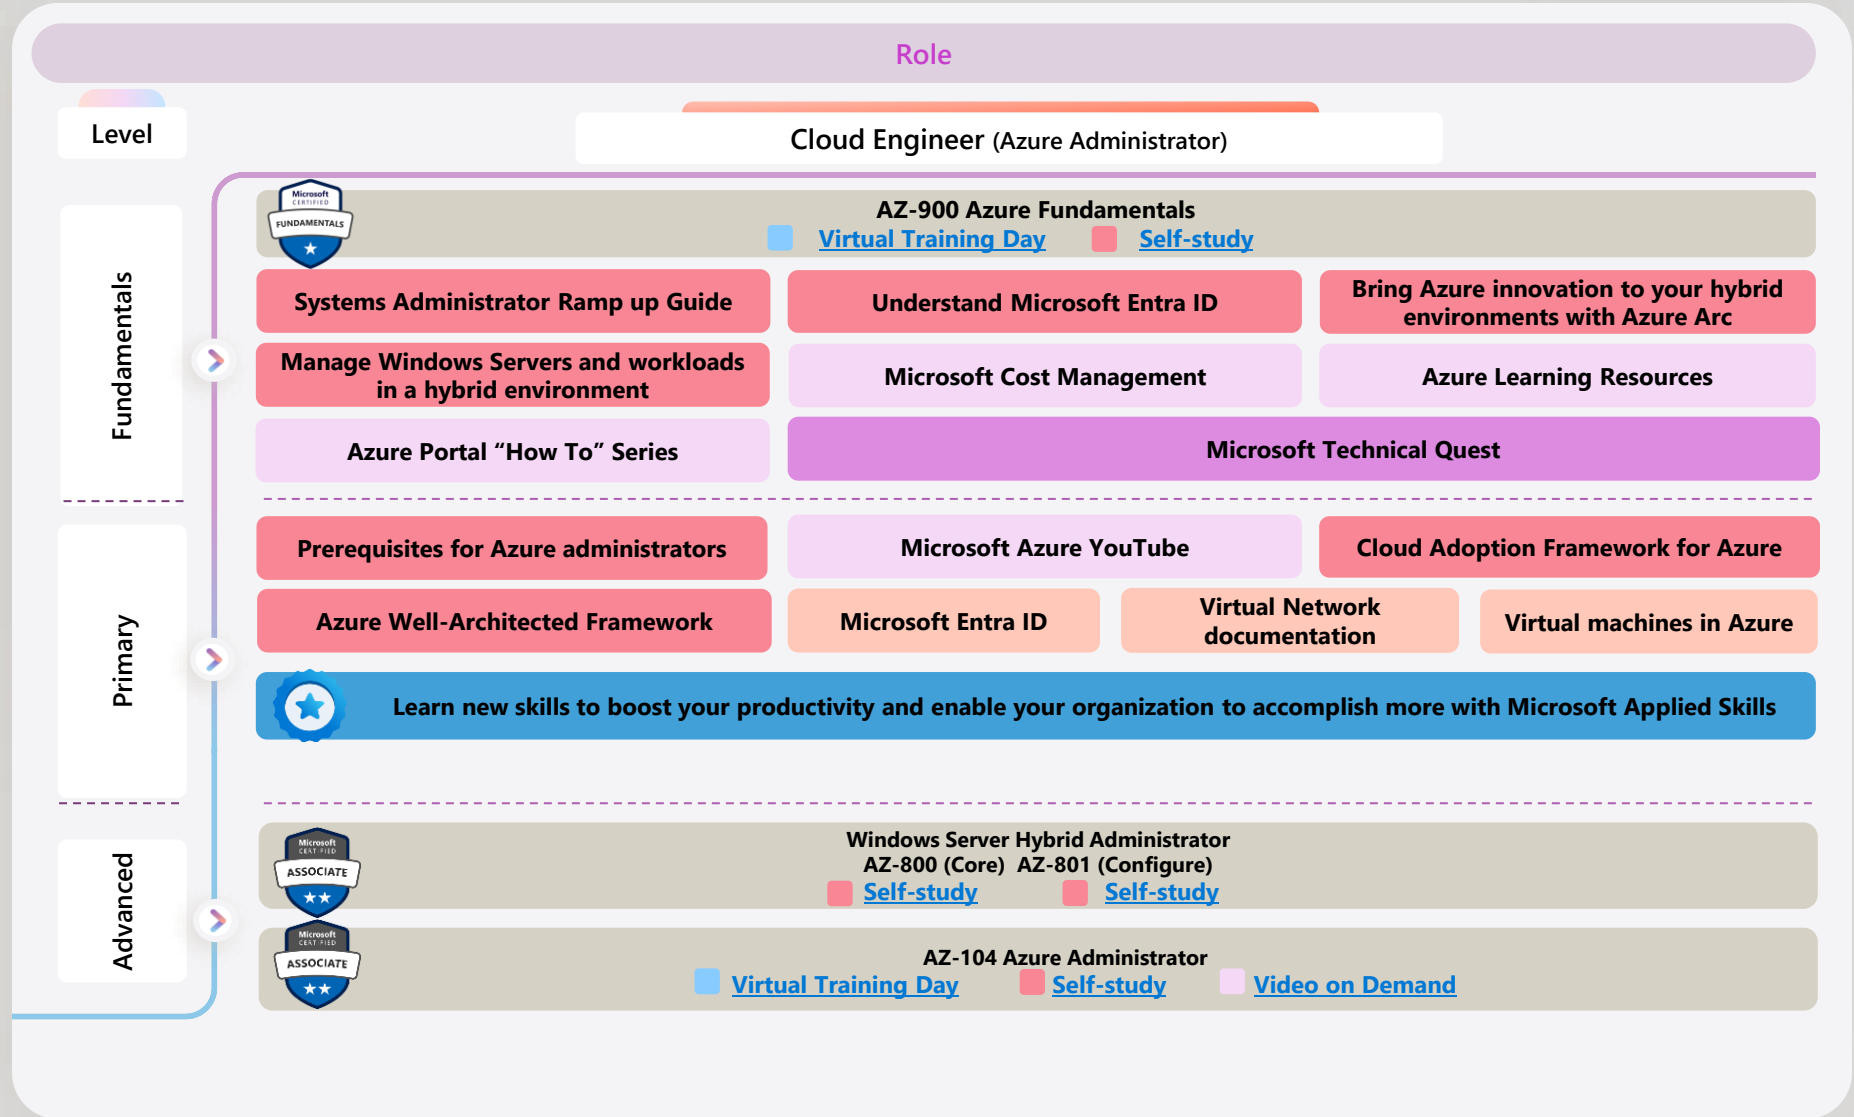 Role
Level
Cloud Engineer (Azure Administrator)
Fundamentals
Microsoft
CERTIFIED
FUNDAMENTALS
AZ-900 Azure Fundamentals
Virtual Training Day Self-study
Systems Administrator Ramp up Guide
Understand Microsoft Entra ID
Bring Azure innovation to your hybrid
environments with Azure Arc
Manage Windows Servers and workloads
in a hybrid environment
Microsoft Cost Management
Azure Learning Resources
Azure Portal “How To” Series
Microsoft Technical Quest
Primary
Prerequisites for Azure administrators
Microsoft Azure YouTube
Cloud Adoption Framework for Azure
Azure Well-Architected Framework
Microsoft Entra ID
Virtual Network
documentation
Virtual machines in Azure
Learn new skills to boost your productivity and enable your organization to accomplish more with Microsoft Applied Skills
Advanced
Microsoft
CERTIFIED
ASSOCIATE
Windows Server Hybrid Administrator
AZ-800 (Core) AZ-801 (Configure)
Self-study Self-study
Microsoft
CERTIFIED
ASSOCIATE
AZ-104 Azure Administrator
Virtual Training Day Self-study Video on Demand